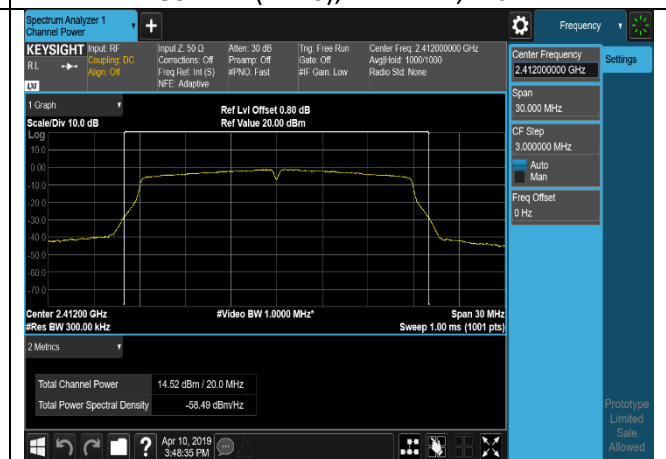 Spectrum Analyzer 1
Channel Power
+
Frequency
KEYSIGHT
R L
LXI
Input: RF
Coupling: DC
Align: Off
Input Z: 50 Ω
Corrections: Off
Freq Ref: Int (S)
NFE: Adaptive
Atten: 30 dB
Preamp: Off
#PNO: Fast
Trig: Free Run
Gate: Off
#IF Gain: Low
Center Freq: 2.412000000 GHz
Avg|Hold: 1000/1000
Radio Std: None
Center Frequency
2.412000000 GHz
Settings
Span
30.000 MHz
CF Step
3.000000 MHz
Auto
Man
Freq Offset
0 Hz
1 Graph
Scale/Div 10.0 dB
Ref Lvl Offset 0.80 dB
Ref Value 20.00 dBm
Log
10.0
0.00
-10.0
-20.0
-30.0
-40.0
-50.0
-60.0
-70.0
Center 2.41200 GHz
#Video BW 1.0000 MHz*
Span 30 MHz
#Res BW 300.00 kHz
Sweep 1.00 ms (1001 pts)
2 Metrics
Total Channel Power 14.52 dBm / 20.0 MHz
Total Power Spectral Density -58.49 dBm/Hz
Prototype
Limited
Sale
Allowed
?
Apr 10, 2019
3:48:35 PM